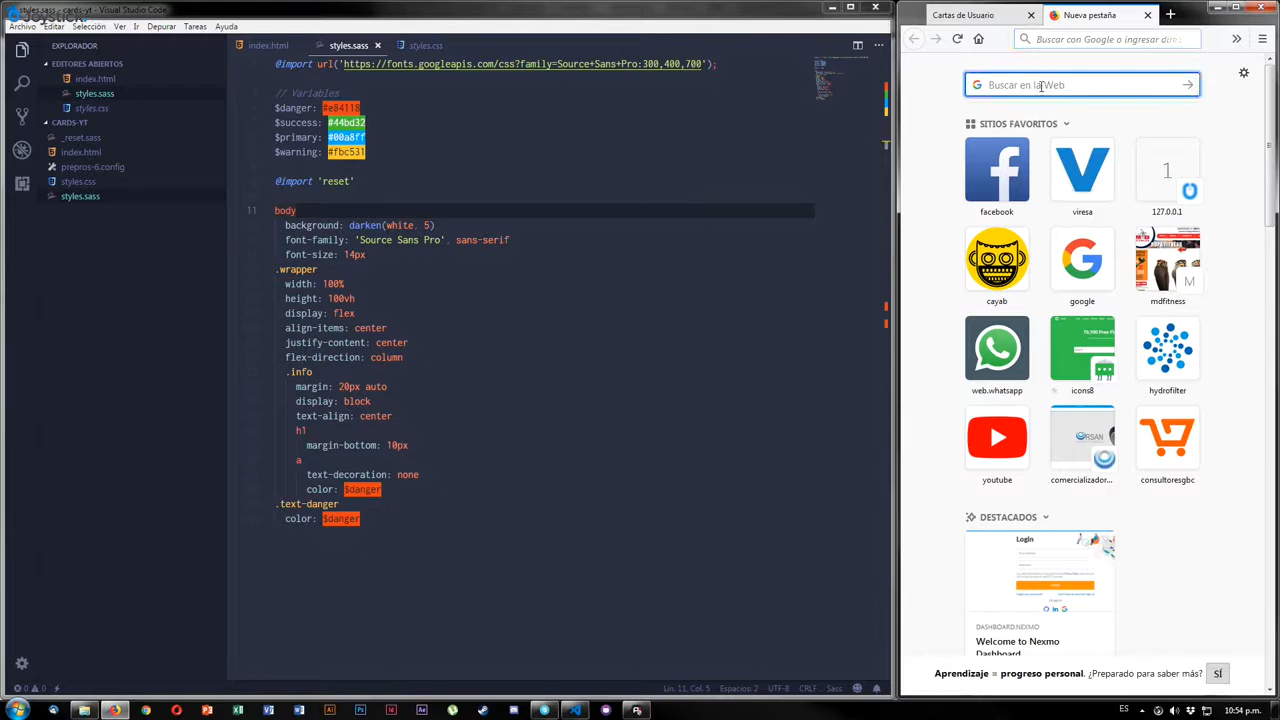 styles.sass - cards-yt - Visual Studio Code
Joystick
Archivo Editar Selección Ver Ir Depurar Tareas Ayuda
EXPLORADOR
EDITORES ABIERTOS
index.html
styles.sass
styles.css
CARDS-YT
_reset.sass
index.html
prepros-6.config
styles.css
styles.sass
index.html styles.sass styles.css
@import url('https://fonts.googleapis.com/css?family=Source+Sans+Pro:300,400,700');
// Variables
$danger: #e84118
$success: #44bd32
$primary: #00a8ff
$warning: #fbc531
@import 'reset'
11 body
background: darken(white, 5)
font-family: 'Source Sans Pro', sans-serif
font-size: 14px
.wrapper
width: 100%
height: 100vh
display: flex
align-items: center
justify-content: center
flex-direction: column
.info
margin: 20px auto
display: block
text-align: center
h1
margin-bottom: 10px
a
text-decoration: none
color: $danger
.text-danger
color: $danger
0 0
Lín. 11, Col. 5 Espacios: 2 UTF-8 CRLF Sass
Cartas de Usuario Nueva pestaña
Buscar con Google o ingresar dire
Buscar en la Web
SITIOS FAVORITOS
facebook viresa 127.0.0.1
1
cayab google mdfitness
M
web.whatsapp icons8 hydrofilter
youtube comercializador... consultoresgbc
ORSAN
DESTACADOS
Login
DASHBOARD.NEXMO
Welcome to Nexmo
Dashboard
Aprendizaje = progreso personal. ¿Preparado para saber más? SÍ
ES 10:54 p.m.